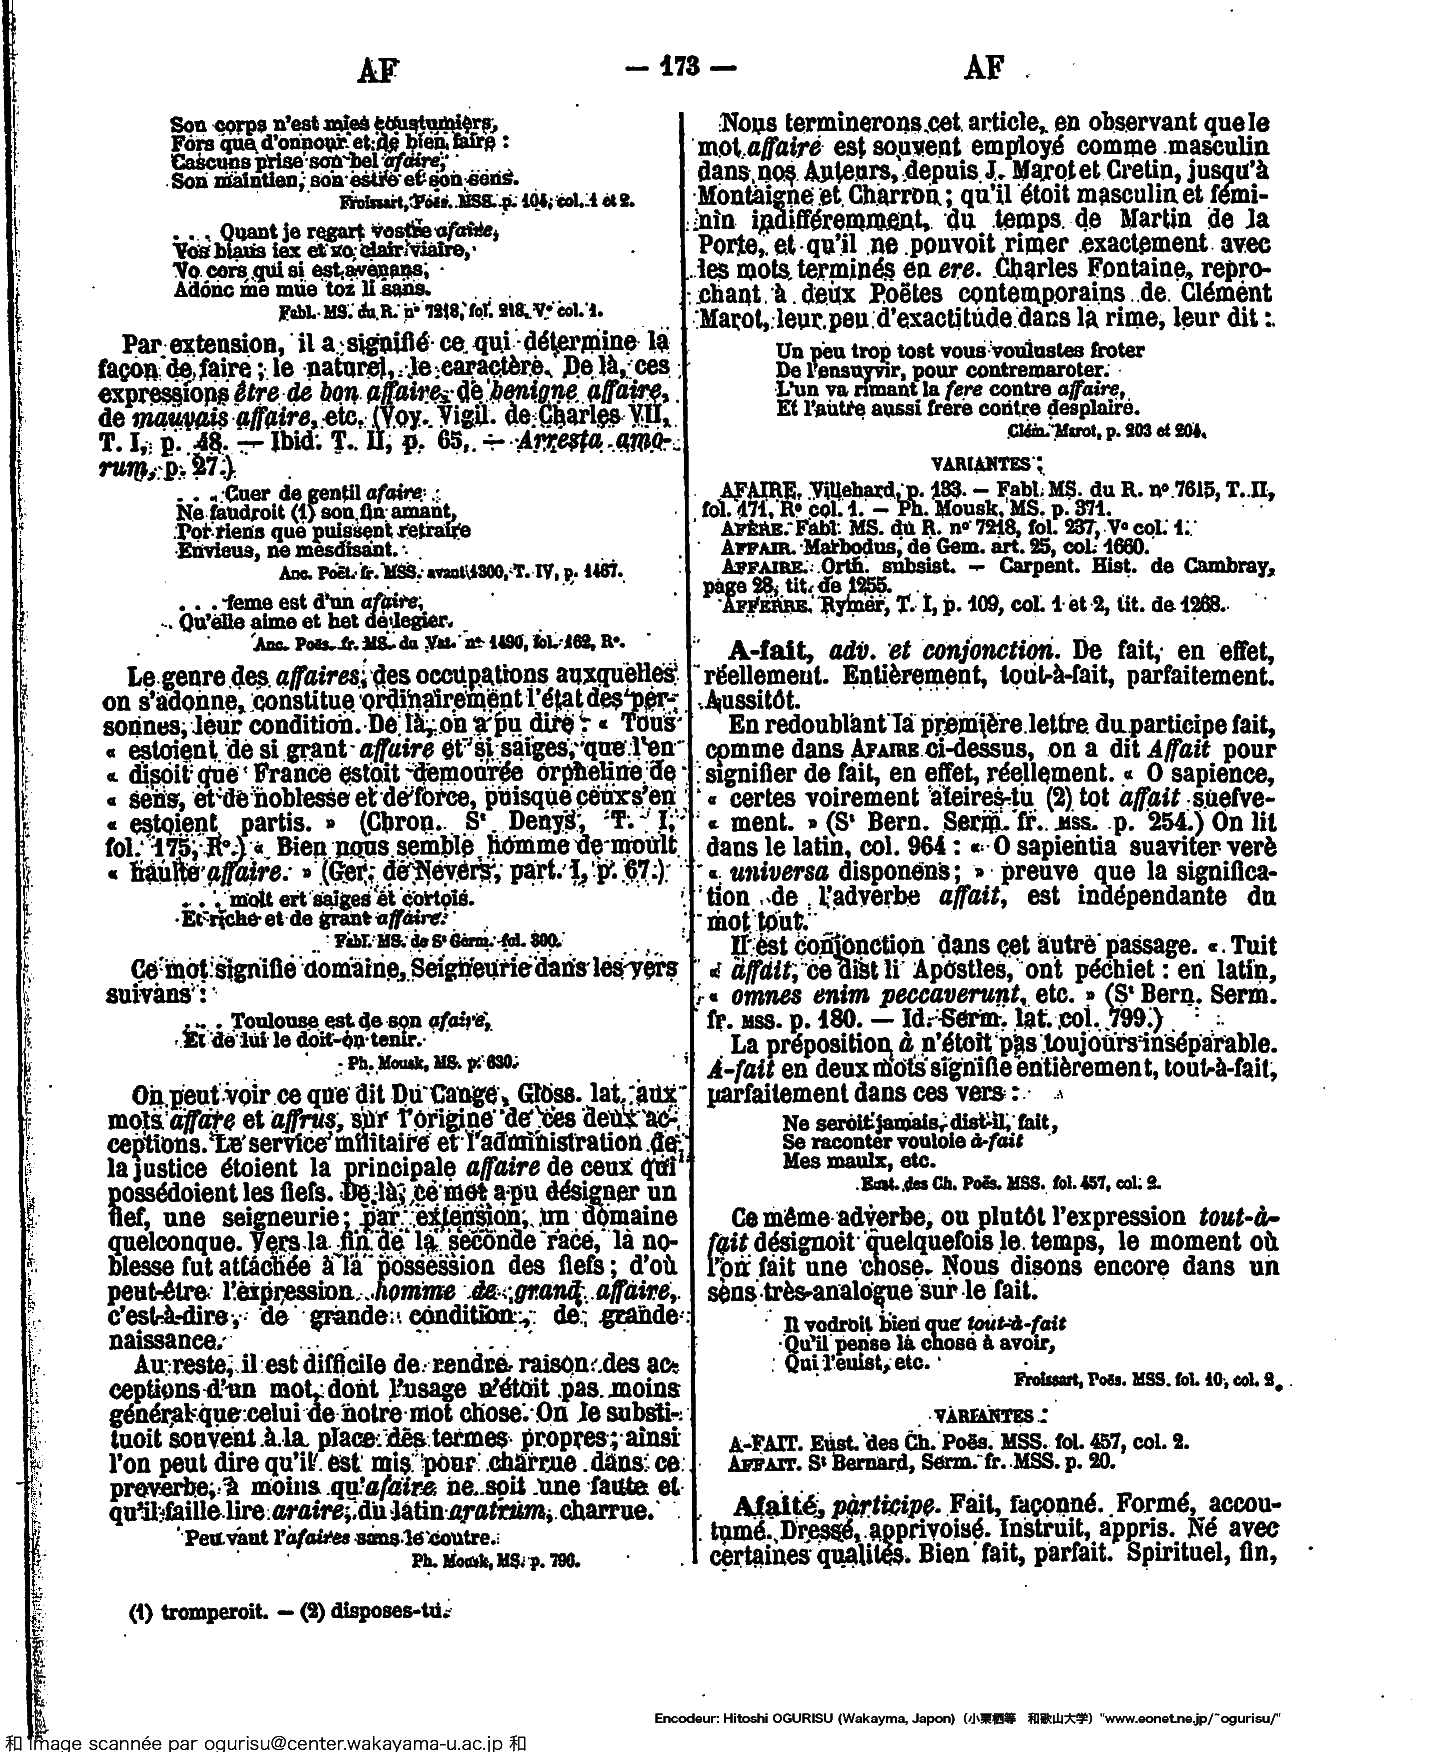 AF
— 173 —
AF
Son corps n'est mies coustumiers,
Fors que d'onnour et de bien faire :
Cascuns prise son bel afaire,
Son maintien, son estre et son sens.
Froissart, Poës. MSS. p. 104, col. 1 et 2.
. . . Quant je regart vostre afaire,
Vos biaus iex et vo clair viaire,
Vo cors qui si est avenans,
Adonc me mue toz li sans.
Fabl. MS. du R. nº 7218, fol. 218, Vº col. 1.
Par extension, il a signifié ce qui détermine la
façon de faire ; le naturel, le caractère. De là, ces
expressions être de bon affaire, de benigne affaire,
de mauvais affaire, etc. (Voy. Vigil. de Charles VII,
T. I, p. 48. — Ibid. T. II, p. 65, — Arresta amo-
rum, p. 27.)
. . . Cuer de gentil afaire
Ne faudroit (1) son fin amant,
Por riens que puissent retraire
Envieus, ne mesdisant.
Anc. Poët. fr. MSS. avant 1300, T. IV, p. 1467.
. . . feme est d'un afaire,
Qu'elle aime et het de legier.
Anc. Poës. fr. MS. du Vat. nº 1490, fol. 162, Rº.
Le genre des affaires, des occupations auxquelles
on s'adonne, constitue ordinairement l'état des per-
sonnes, leur condition. De là, on a pu dire : « Tous
« estoient de si grant affaire et si saiges, que l'en
« disoit que France estoit demourée orpheline de
« sens, et de noblesse et de force, puisque ceux s'en
« estoient partis. » (Chron. St Denys, T. I,
fol. 175, Rº.) « Bien nous semble homme de moult
« haulte affaire. » (Ger. de Nevers, part. I, p. 67.)
. . . molt ert saiges et cortois.
Et riche et de grant affaire.
Fabl. MS. de St Germ. fol. 300.
Ce mot signifie domaine, Seigneurie dans les vers
suivans :
. . . Toulouse est de son afaire,
Et de lui le doit-on tenir.
Ph. Mousk, MS. p. 630.
On peut voir ce que dit Du Cange, Gloss. lat. aux
mots affare et affrus, sur l'origine de ces deux ac-
ceptions. Le service militaire et l'administration de
la justice étoient la principale affaire de ceux qui
possédoient les fiefs. De là, ce mot a pu désigner un
fief, une seigneurie ; par extension, un domaine
quelconque. Vers la fin de la seconde race, la no-
blesse fut attachée à la possession des fiefs ; d'où
peut-être l'expression homme de grand affaire,
c'est-à-dire, de grande condition, de grande
naissance.
Au reste, il est difficile de rendre raison des ac-
ceptions d'un mot, dont l'usage n'étoit pas moins
général que celui de notre mot chose. On le substi-
tuoit souvent à la place des termes propres ; ainsi
l'on peut dire qu'il est mis pour charrue dans ce
proverbe, à moins qu'afaire ne soit une faute et
qu'il faille lire araire, du latin aratrum, charrue.
Peu vant l'afaires sans le coutre.
Ph. Mousk, MS. p. 796.
Nous terminerons cet article, en observant que le
mot affaire est souvent employé comme masculin
dans nos Auteurs, depuis J. Marot et Cretin, jusqu'à
Montaigne et Charron ; qu'il étoit masculin et fémi-
nin indifféremment, du temps de Martin de la
Porte, et qu'il ne pouvoit rimer exactement avec
les mots terminés en ere. Charles Fontaine, repro-
chant à deux Poëtes contemporains de Clément
Marot, leur peu d'exactitude dans la rime, leur dit :
Un peu trop tost vous voulustes froter
De l'ensuyvir, pour contremaroter.
L'un va rimant la fere contre affaire,
Et l'autre aussi frere contre desplaire.
Clém. Marot, p. 203 et 204.
VARIANTES :
AFAIRE. Villehard, p. 133. — Fabl. MS. du R. nº 7615, T. II,
fol. 171, Rº col. 1. — Ph. Mousk, MS. p. 371.
AFÈRE. Fabl. MS. du R. nº 7218, fol. 237, Vº col. 1.
AFFAIR. Marbodus, de Gem. art. 25, col. 1660.
AFFAIRE. Orth. subsist. — Carpent. Hist. de Cambray,
page 28, tit. de 1255.
AFFERRE. Rymer, T. I, p. 109, col. 1 et 2, tit. de 1268.
A-fait, adv. et conjonction. De fait, en effet,
réellement. Entièrement, tout-à-fait, parfaitement.
Aussitôt.
En redoublant la première lettre du participe fait,
comme dans AFAIRE ci-dessus, on a dit Affait pour
signifier de fait, en effet, réellement. « O sapience,
« certes voirement ateires-tu (2) tot affait suefve-
« ment. » (St Bern. Serm. fr. MSS. p. 254.) On lit
dans le latin, col. 964 : « O sapientia suaviter verè
« universa disponens ; » preuve que la significa-
tion de l'adverbe affait, est indépendante du
mot tout.
Il est conjonction dans cet autre passage. « Tuit
« affait, ce dist li Apostles, ont péchiet : en latin,
« omnes enim peccaverunt, etc. » (St Bern. Serm.
fr. MSS. p. 180. — Id. Serm. lat. col. 799.)
La préposition à n'étoit pas toujours inséparable.
A-fait en deux mots signifie entièrement, tout-à-fait,
parfaitement dans ces vers :
Ne seroit jamais, dist-il, fait,
Se raconter vouloie à-fait
Mes maulx, etc.
Eust. des Ch. Poës. MSS. fol. 457, col. 2.
Ce même adverbe, ou plutôt l'expression tout-à-
fait désignoit quelquefois le temps, le moment où
l'on fait une chose. Nous disons encore dans un
sens très-analogue sur le fait.
Il vodroit bien que tout-à-fait
Qu'il pense la chose à avoir,
Qui l'euist, etc.
Froissart, Poës. MSS. fol. 10, col. 2.
VARIANTES :
A-FAIT. Eust. des Ch. Poës. MSS. fol. 457, col. 2.
AFFAIT. St Bernard, Serm. fr. MSS. p. 20.
Afaité, participe. Fait, façonné. Formé, accou-
tumé. Dressé, apprivoisé. Instruit, appris. Né avec
certaines qualités. Bien fait, parfait. Spirituel, fin,
(1) tromperoit. — (2) disposes-tu.
Encodeur: Hitoshi OGURISU (Wakayma, Japon) (小栗栖等 和歌山大学) "www.eonet.ne.jp/~ogurisu/"
和 Image scannée par ogurisu@center.wakayama-u.ac.jp 和